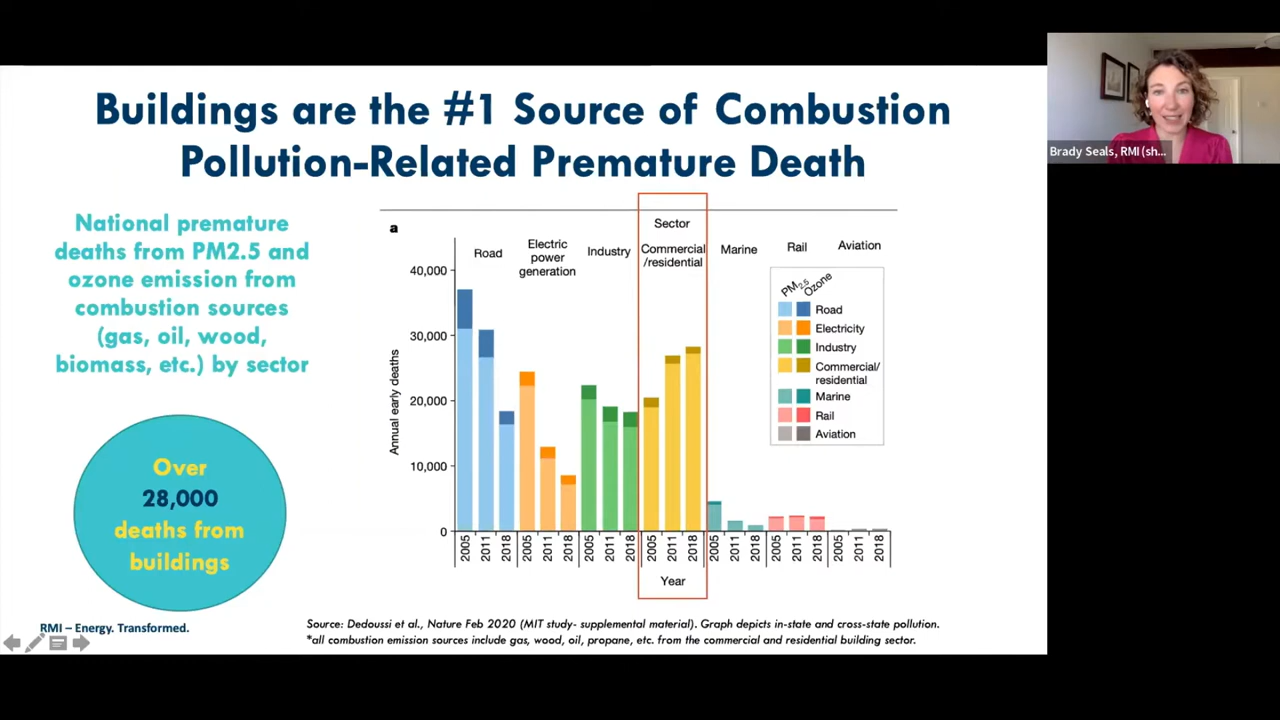 Buildings are the #1 Source of Combustion
Pollution-Related Premature Death
Brady Seals, RMI (sh...
National premature
deaths from PM2.5 and
ozone emission from
combustion sources
(gas, oil, wood,
biomass, etc.) by sector
Over
28,000
deaths from
buildings
a
Sector
Road
Electric
power
generation
Industry
Commercial
/residential
Marine
Rail
Aviation
Annual early deaths
40,000
30,000
20,000
10,000
0
PM2.5
Ozone
Road
Electricity
Industry
Commercial/
residential
Marine
Rail
Aviation
2005 2011 2018 2005 2011 2018 2005 2011 2018 2005 2011 2018 2005 2011 2018 2005 2011 2018 2005 2011 2018
Year
RMI – Energy. Transformed.
Source: Dedoussi et al., Nature Feb 2020 (MIT study- supplemental material). Graph depicts in-state and cross-state pollution.
*all combustion emission sources include gas, wood, oil, propane, etc. from the commercial and residential building sector.